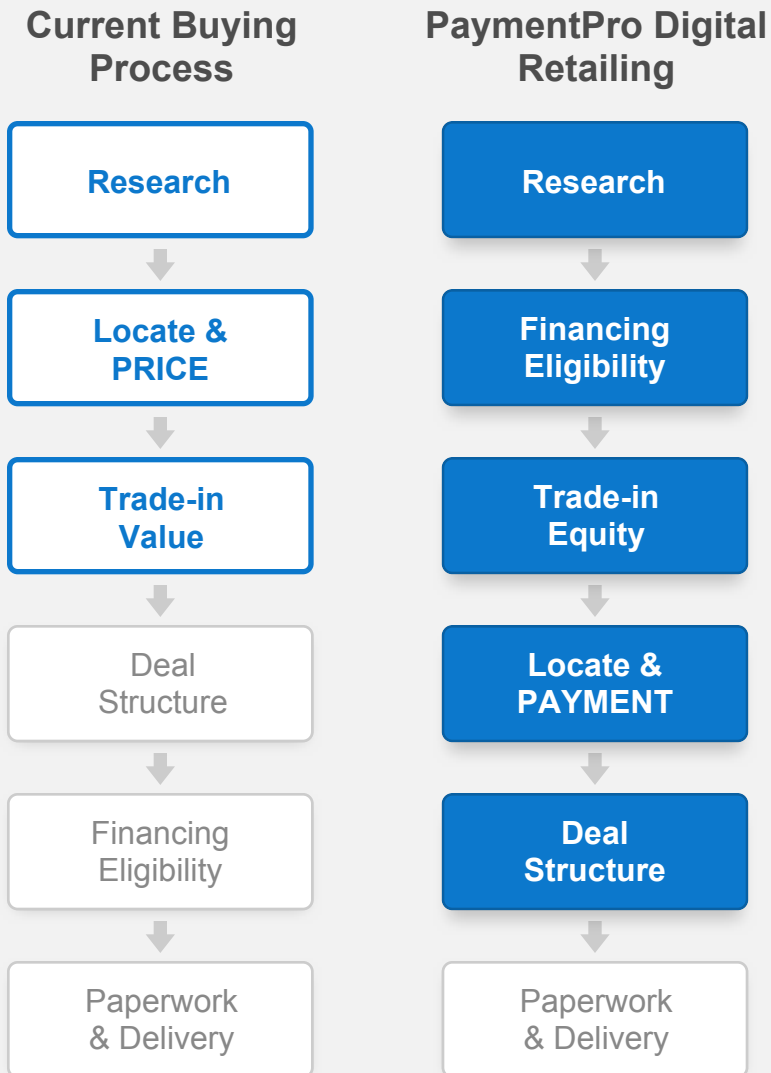 Current Buying
Process
Research
Locate &
PRICE
Trade-in
Value
Deal
Structure
Financing
Eligibility
Paperwork
& Delivery
PaymentPro Digital
Retailing
Research
Financing
Eligibility
Trade-in
Equity
Locate &
PAYMENT
Deal
Structure
Paperwork
& Delivery